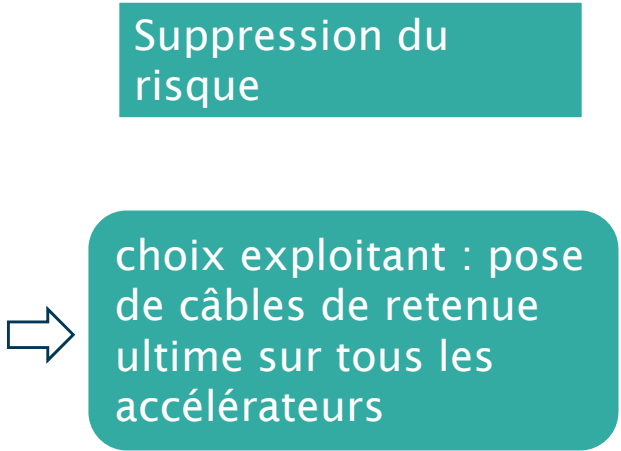 Suppression du
risque
choix exploitant : pose
de câbles de retenue
ultime sur tous les
accélérateurs